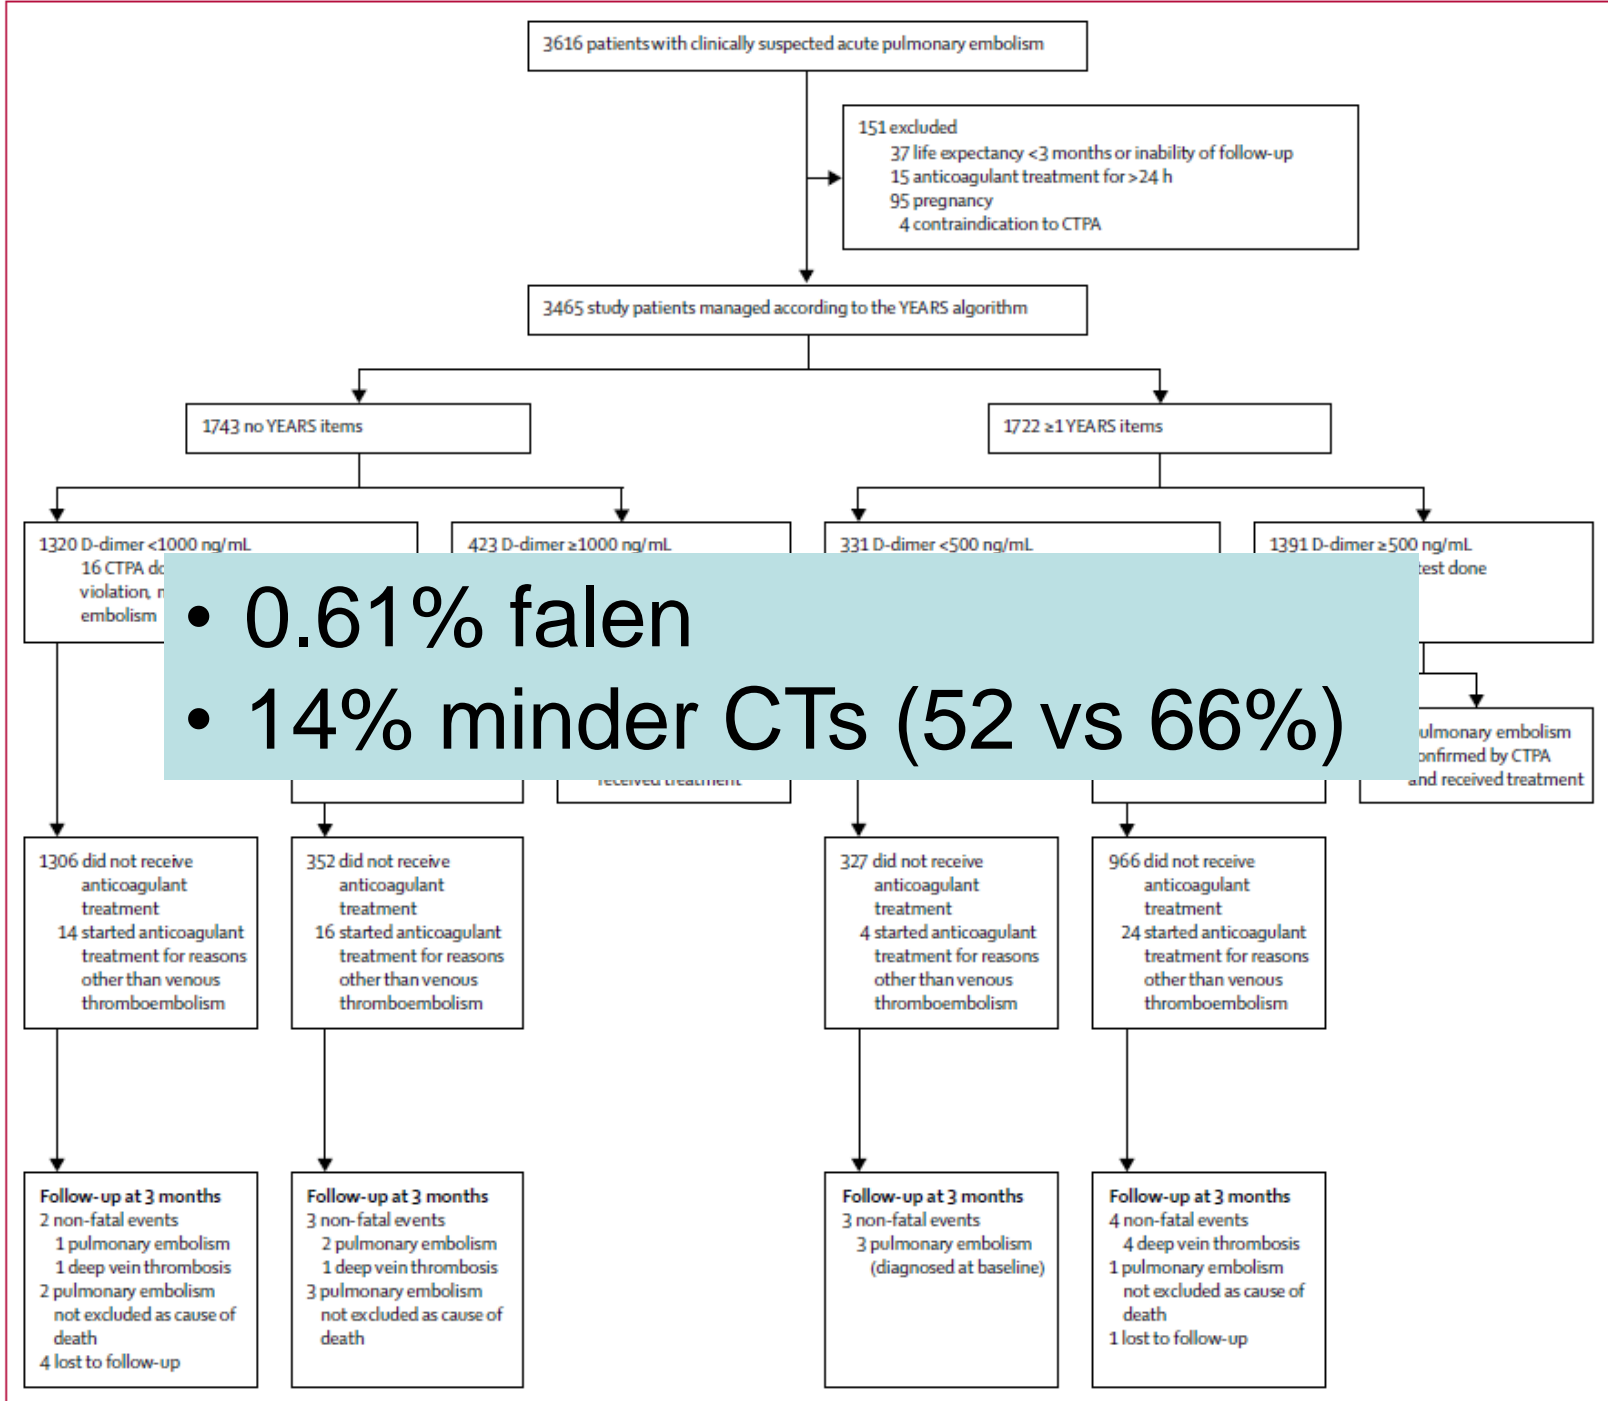 3616 patients with clinically suspected acute pulmonary embolism
151 excluded
37 life expectancy <3 months or inability of follow-up
15 anticoagulant treatment for >24 h
95 pregnancy
4 contraindication to CTPA
3465 study patients managed according to the YEARS algorithm
1743 no YEARS items
1722 ≥1 YEARS items
1320 D-dimer <1000 ng/mL
16 CTPA
violation,
embolism
423 D-dimer ≥1000 ng/mL
331 D-dimer <500 ng/mL
1391 D-dimer ≥500 ng/mL
test done
• 0.61% falen
• 14% minder CTs (52 vs 66%)
received treatment
pulmonary embolism
confirmed by CTPA
and received treatment
1306 did not receive
anticoagulant
treatment
14 started anticoagulant
treatment for reasons
other than venous
thromboembolism
352 did not receive
anticoagulant
treatment
16 started anticoagulant
treatment for reasons
other than venous
thromboembolism
327 did not receive
anticoagulant
treatment
4 started anticoagulant
treatment for reasons
other than venous
thromboembolism
966 did not receive
anticoagulant
treatment
24 started anticoagulant
treatment for reasons
other than venous
thromboembolism
Follow-up at 3 months
2 non-fatal events
1 pulmonary embolism
1 deep vein thrombosis
2 pulmonary embolism
not excluded as cause of
death
4 lost to follow-up
Follow-up at 3 months
3 non-fatal events
2 pulmonary embolism
1 deep vein thrombosis
3 pulmonary embolism
not excluded as cause of
death
Follow-up at 3 months
3 non-fatal events
3 pulmonary embolism
(diagnosed at baseline)
Follow-up at 3 months
4 non-fatal events
4 deep vein thrombosis
1 pulmonary embolism
not excluded as cause of
death
1 lost to follow-up